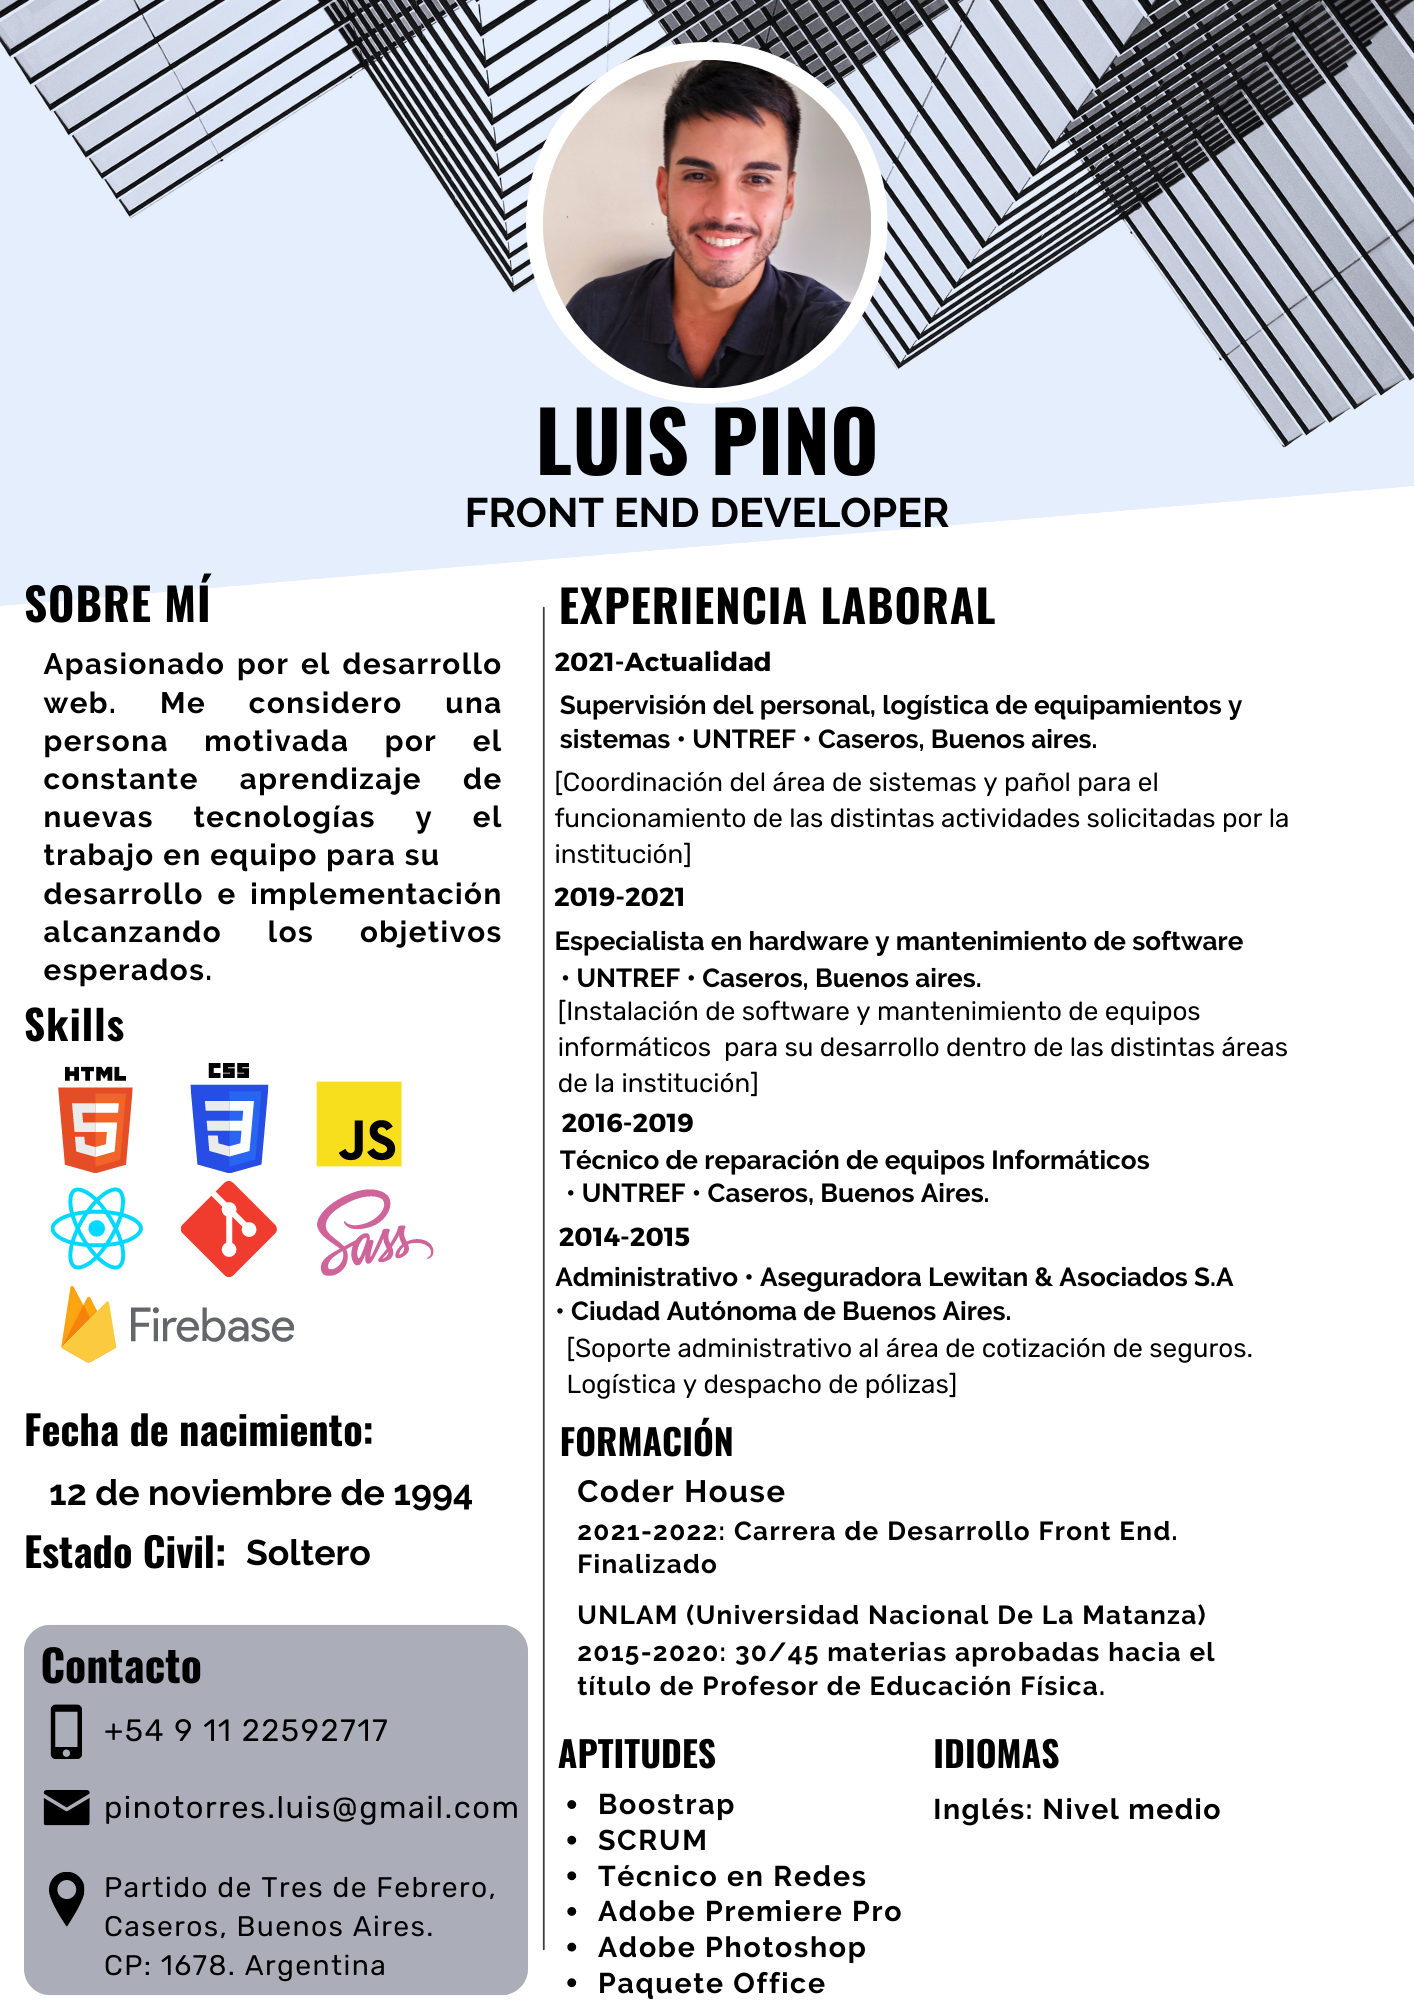 LUIS PINO
FRONT END DEVELOPER
SOBRE MÍ
Apasionado por el desarrollo
web. Me considero una
persona motivada por el
constante aprendizaje de
nuevas tecnologías y el
trabajo en equipo para su
desarrollo e implementación
alcanzando los objetivos
esperados.
Skills
HTML
5
CSS
3
JS
Sass
Firebase
Fecha de nacimiento:
12 de noviembre de 1994
Estado Civil: Soltero
Contacto
+54 9 11 22592717
pinotorres.luis@gmail.com
Partido de Tres de Febrero,
Caseros, Buenos Aires.
CP: 1678. Argentina
EXPERIENCIA LABORAL
2021-Actualidad
Supervisión del personal, logística de equipamientos y
sistemas • UNTREF • Caseros, Buenos aires.
[Coordinación del área de sistemas y pañol para el
funcionamiento de las distintas actividades solicitadas por la
institución]
2019-2021
Especialista en hardware y mantenimiento de software
• UNTREF • Caseros, Buenos aires.
[Instalación de software y mantenimiento de equipos
informáticos para su desarrollo dentro de las distintas áreas
de la institución]
2016-2019
Técnico de reparación de equipos Informáticos
• UNTREF • Caseros, Buenos Aires.
2014-2015
Administrativo • Aseguradora Lewitan & Asociados S.A
• Ciudad Autónoma de Buenos Aires.
[Soporte administrativo al área de cotización de seguros.
Logística y despacho de pólizas]
FORMACIÓN
Coder House
2021-2022: Carrera de Desarrollo Front End.
Finalizado
UNLAM (Universidad Nacional De La Matanza)
2015-2020: 30/45 materias aprobadas hacia el
título de Profesor de Educación Física.
APTITUDES
• Boostrap
• SCRUM
• Técnico en Redes
• Adobe Premiere Pro
• Adobe Photoshop
• Paquete Office
IDIOMAS
Inglés: Nivel medio